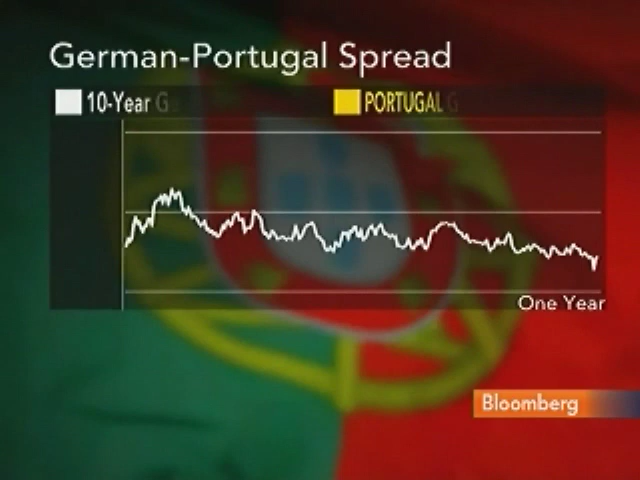 German-Portugal Spread
10-Year G
PORTUGAL G
One Year
Bloomberg